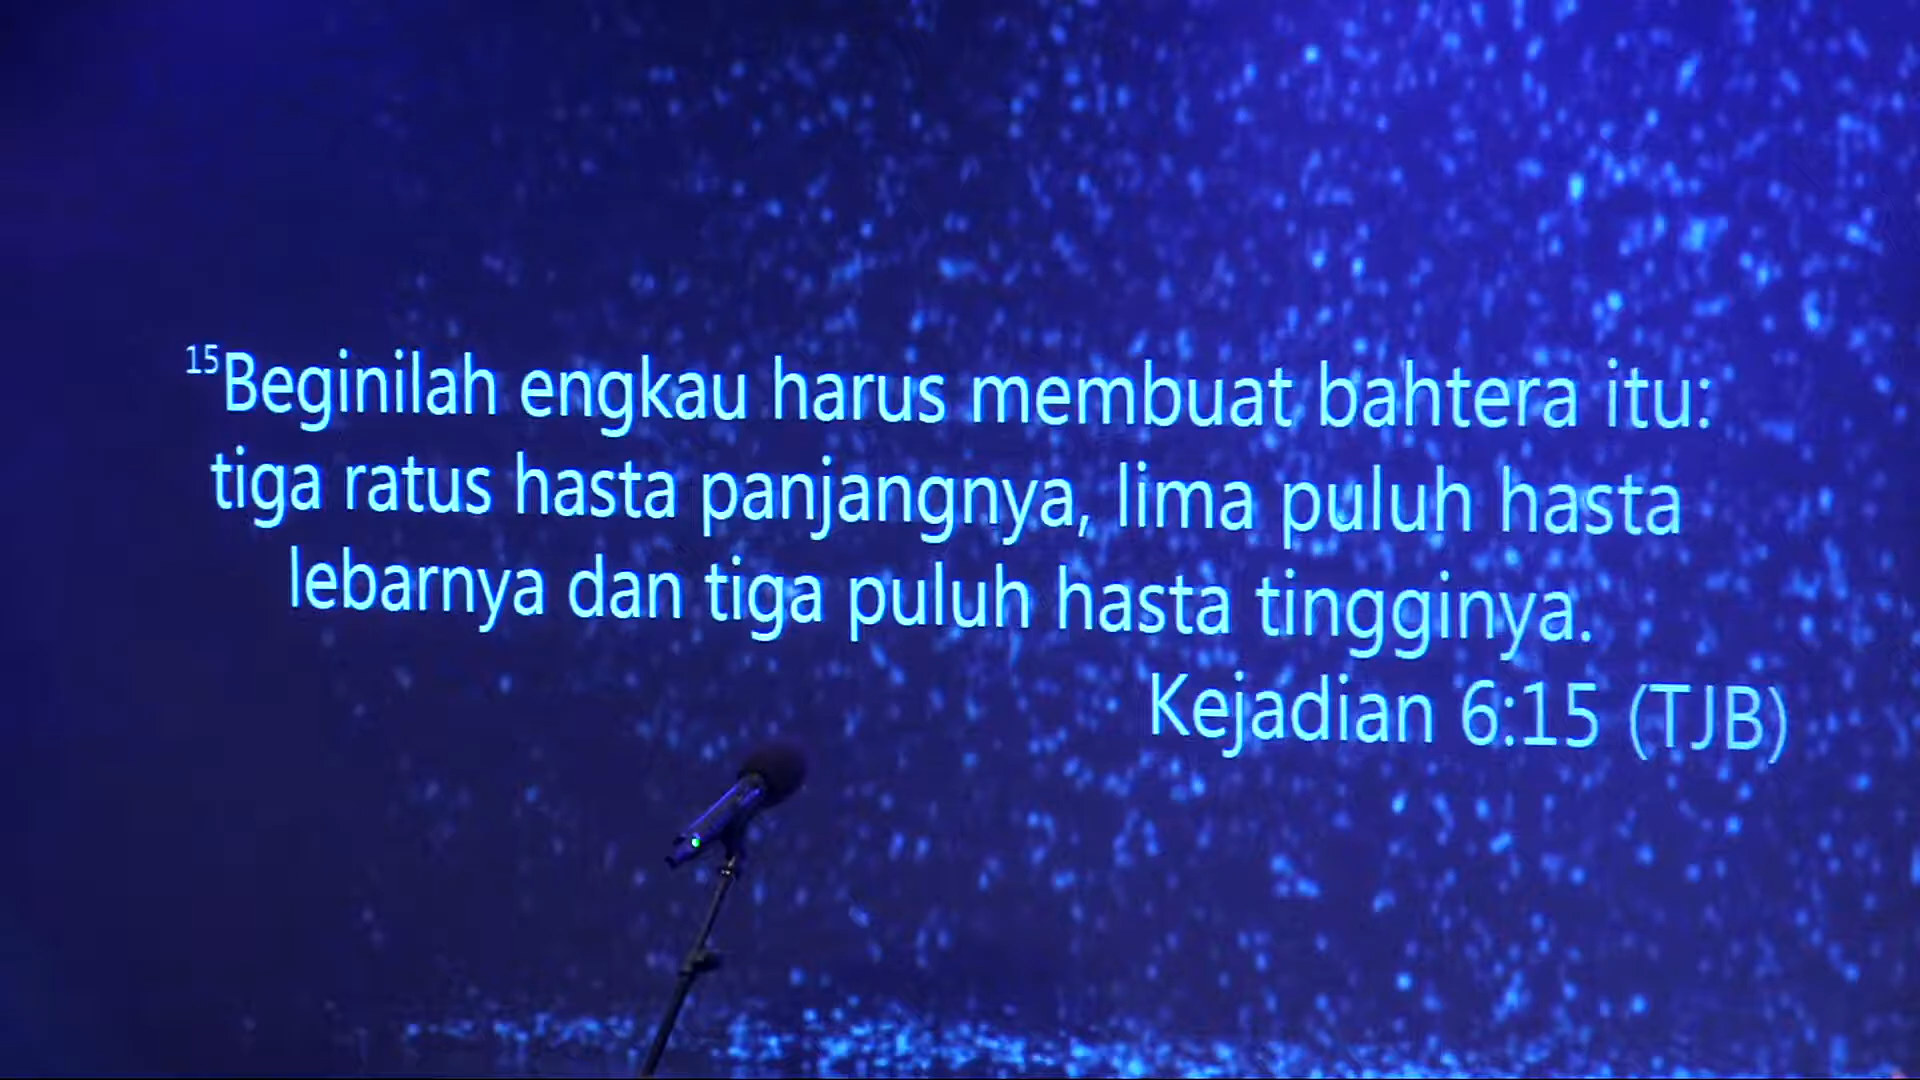 15Beginilah engkau harus membuat bahtera itu:
tiga ratus hasta panjangnya, lima puluh hasta
lebarnya dan tiga puluh hasta tingginya.
Kejadian 6:15 (TJB)